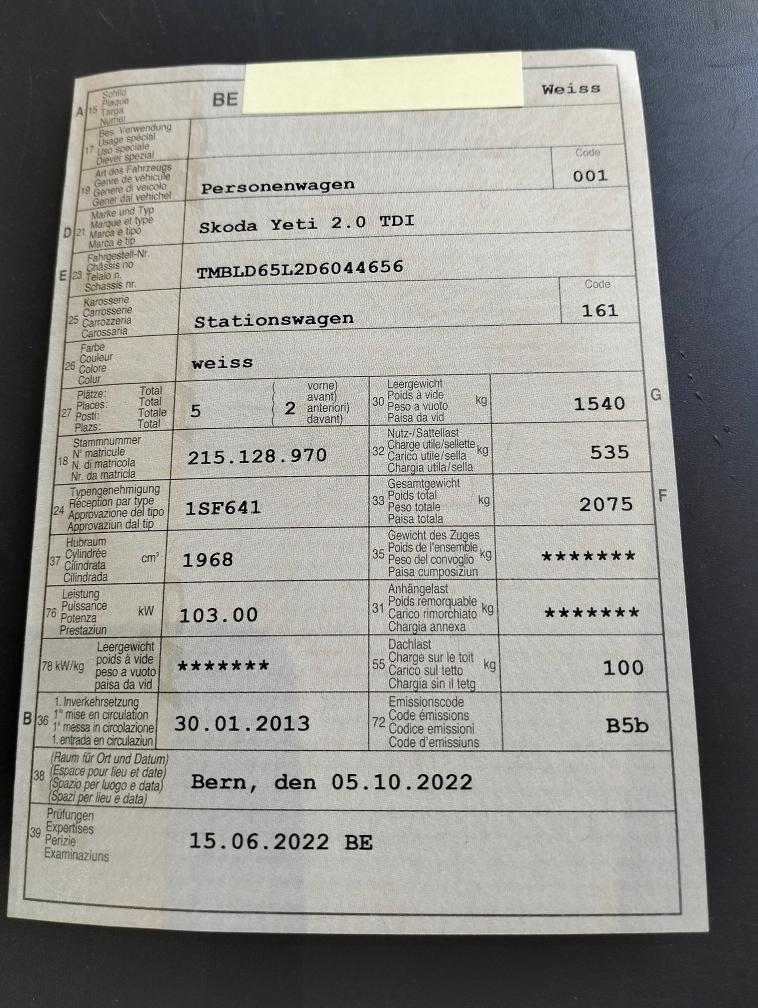 A 15 Schild
Plaque
Targa
Numer
BE
Weiss
17 Bes. Verwendung
Usage spécial
Uso speciale
Diever spezial
19 Art des Fahrzeugs
Genre de véhicule
Genere di veicolo
Gener dal vehichel
Personenwagen
Code
001
D 21 Marke und Typ
Marque et type
Marca e tipo
Marca e tip
Skoda Yeti 2.0 TDI
E 23 Fahrgestell-Nr.
Châssis no
Telaio n.
Schassis nr.
TMBLD65L2D6044656
25 Karosserie
Carrosserie
Carrozzeria
Carossaria
Stationswagen
Code
161
26 Farbe
Couleur
Colore
Colur
weiss
27 Plätze: Total
Places: Total
Posti: Totale
Plazs: Total
5
2
vorne)
avant)
anteriori)
davant)
30 Leergewicht
Poids à vide
Peso a vuoto
Paisa da vid
kg
1540
G
18 Stammnummer
N° matricule
N. di matricola
Nr. da matricla
215.128.970
32 Nutz-/Sattellast
Charge utile/sellette
Carico utile/sella
Chargia utila/sella
kg
535
24 Typengenehmigung
Réception par type
Approvazione del tipo
Approvaziun dal tip
1SF641
33 Gesamtgewicht
Poids total
Peso totale
Paisa totala
kg
2075
F
37 Hubraum
Cylindrée
Cilindrata
Cilindrada
cm³
1968
35 Gewicht des Zuges
Poids de l'ensemble
Peso del convoglio
Paisa cumposiziun
kg
*******
76 Leistung
Puissance
Potenza
Prestaziun
kW
103.00
31 Anhängelast
Poids remorquable
Carico rimorchiato
Chargia annexa
kg
*******
78 kW/kg
Leergewicht
poids à vide
peso a vuoto
paisa da vid
*******
55 Dachlast
Charge sur le toit
Carico sul tetto
Chargia sin il tetg
kg
100
B 36 1. Inverkehrsetzung
1re mise en circulation
1a messa in circolazione
1. entrada en circulaziun
30.01.2013
72 Emissionscode
Code émissions
Codice emissioni
Code d'emissiuns
B5b
38 (Raum für Ort und Datum)
(Espace pour lieu et date)
(Spazio per luogo e data)
(Spazi per lieu e data)
Bern, den 05.10.2022
39 Prüfungen
Expertises
Perizie
Examinaziuns
15.06.2022 BE